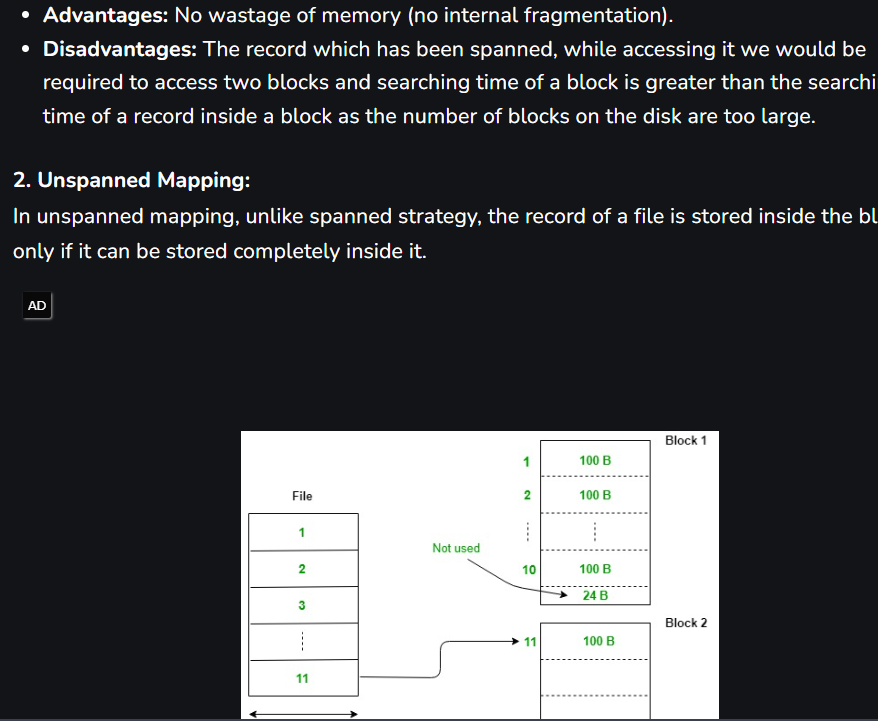 • Advantages: No wastage of memory (no internal fragmentation).
• Disadvantages: The record which has been spanned, while accessing it we would be
required to access two blocks and searching time of a block is greater than the searchi
time of a record inside a block as the number of blocks on the disk are too large.
2. Unspanned Mapping:
In unspanned mapping, unlike spanned strategy, the record of a file is stored inside the bl
only if it can be stored completely inside it.
AD
Block 1
1 100 B
File
2 100 B
1
Not used
2
10 100 B
24 B
3
Block 2
11 100 B
11